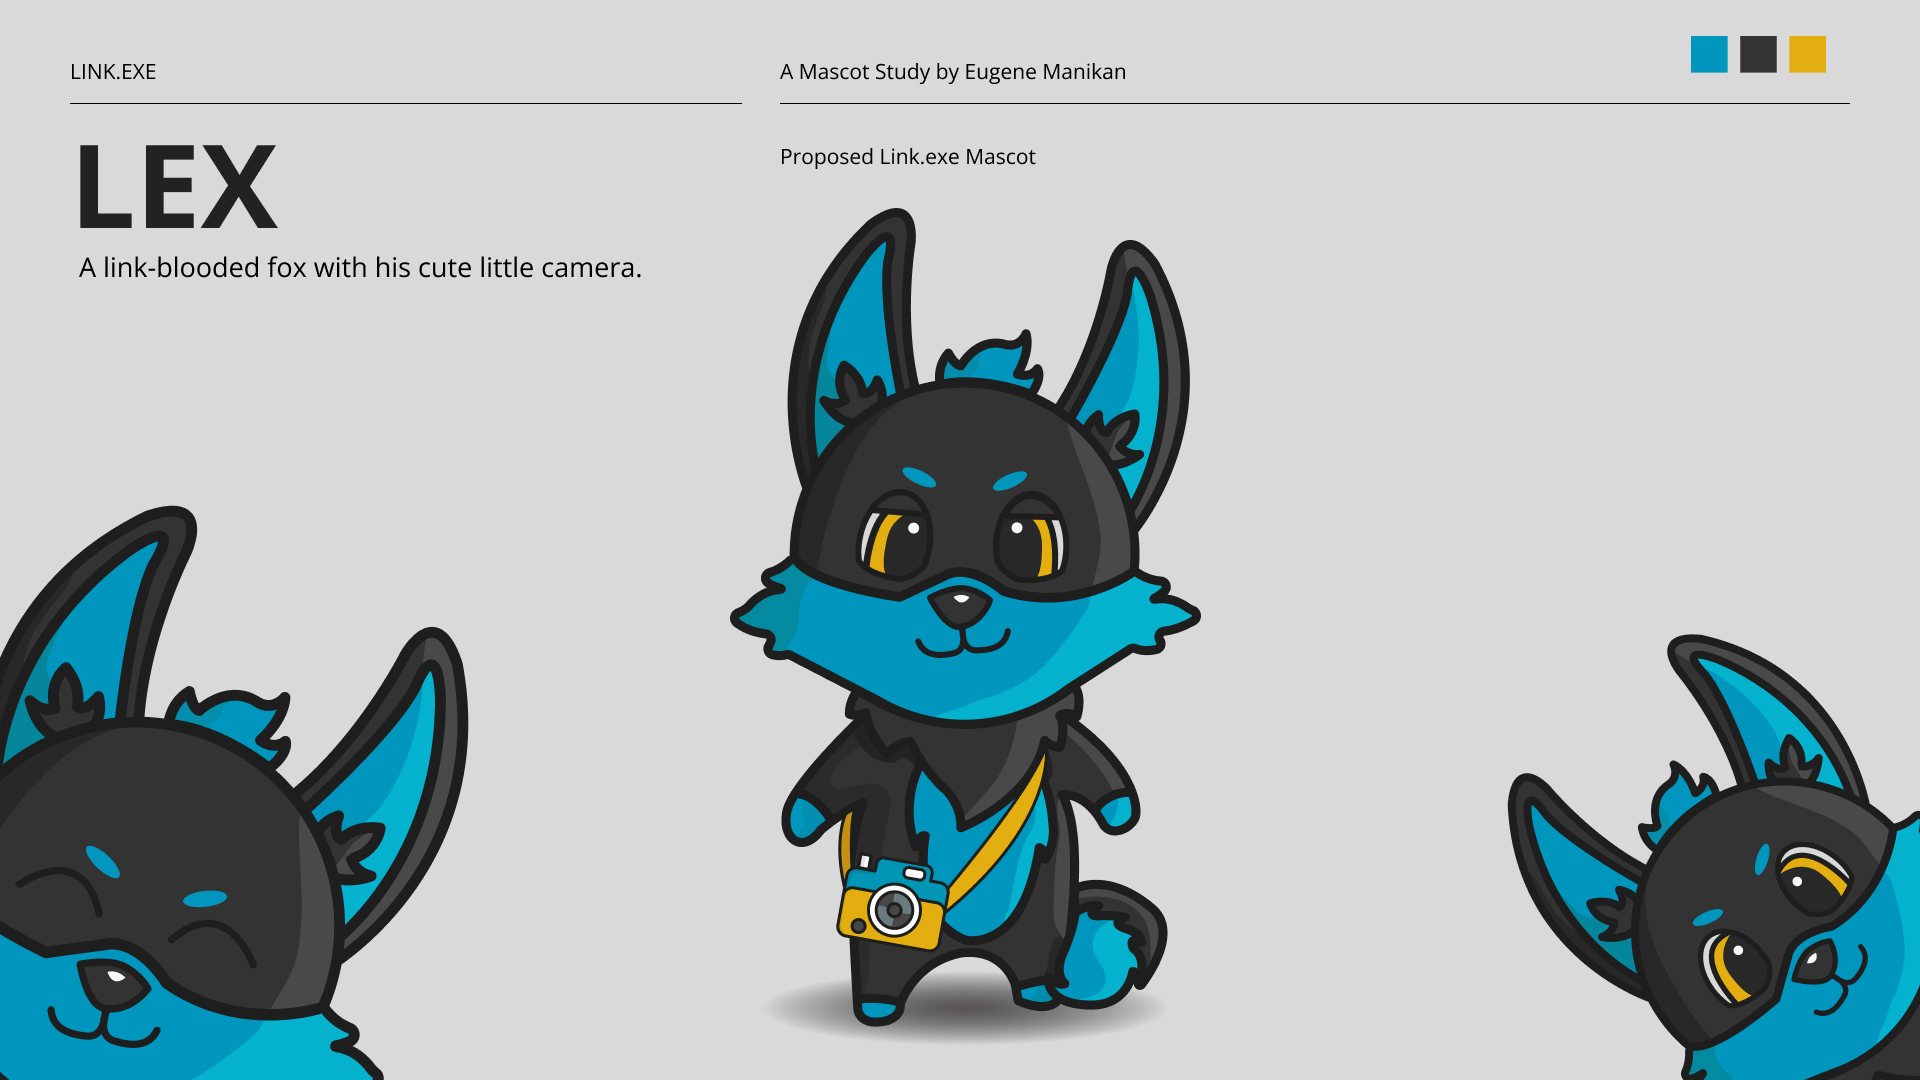 LINK.EXE
A Mascot Study by Eugene Manikan
LEX
A link-blooded fox with his cute little camera.
Proposed Link.exe Mascot